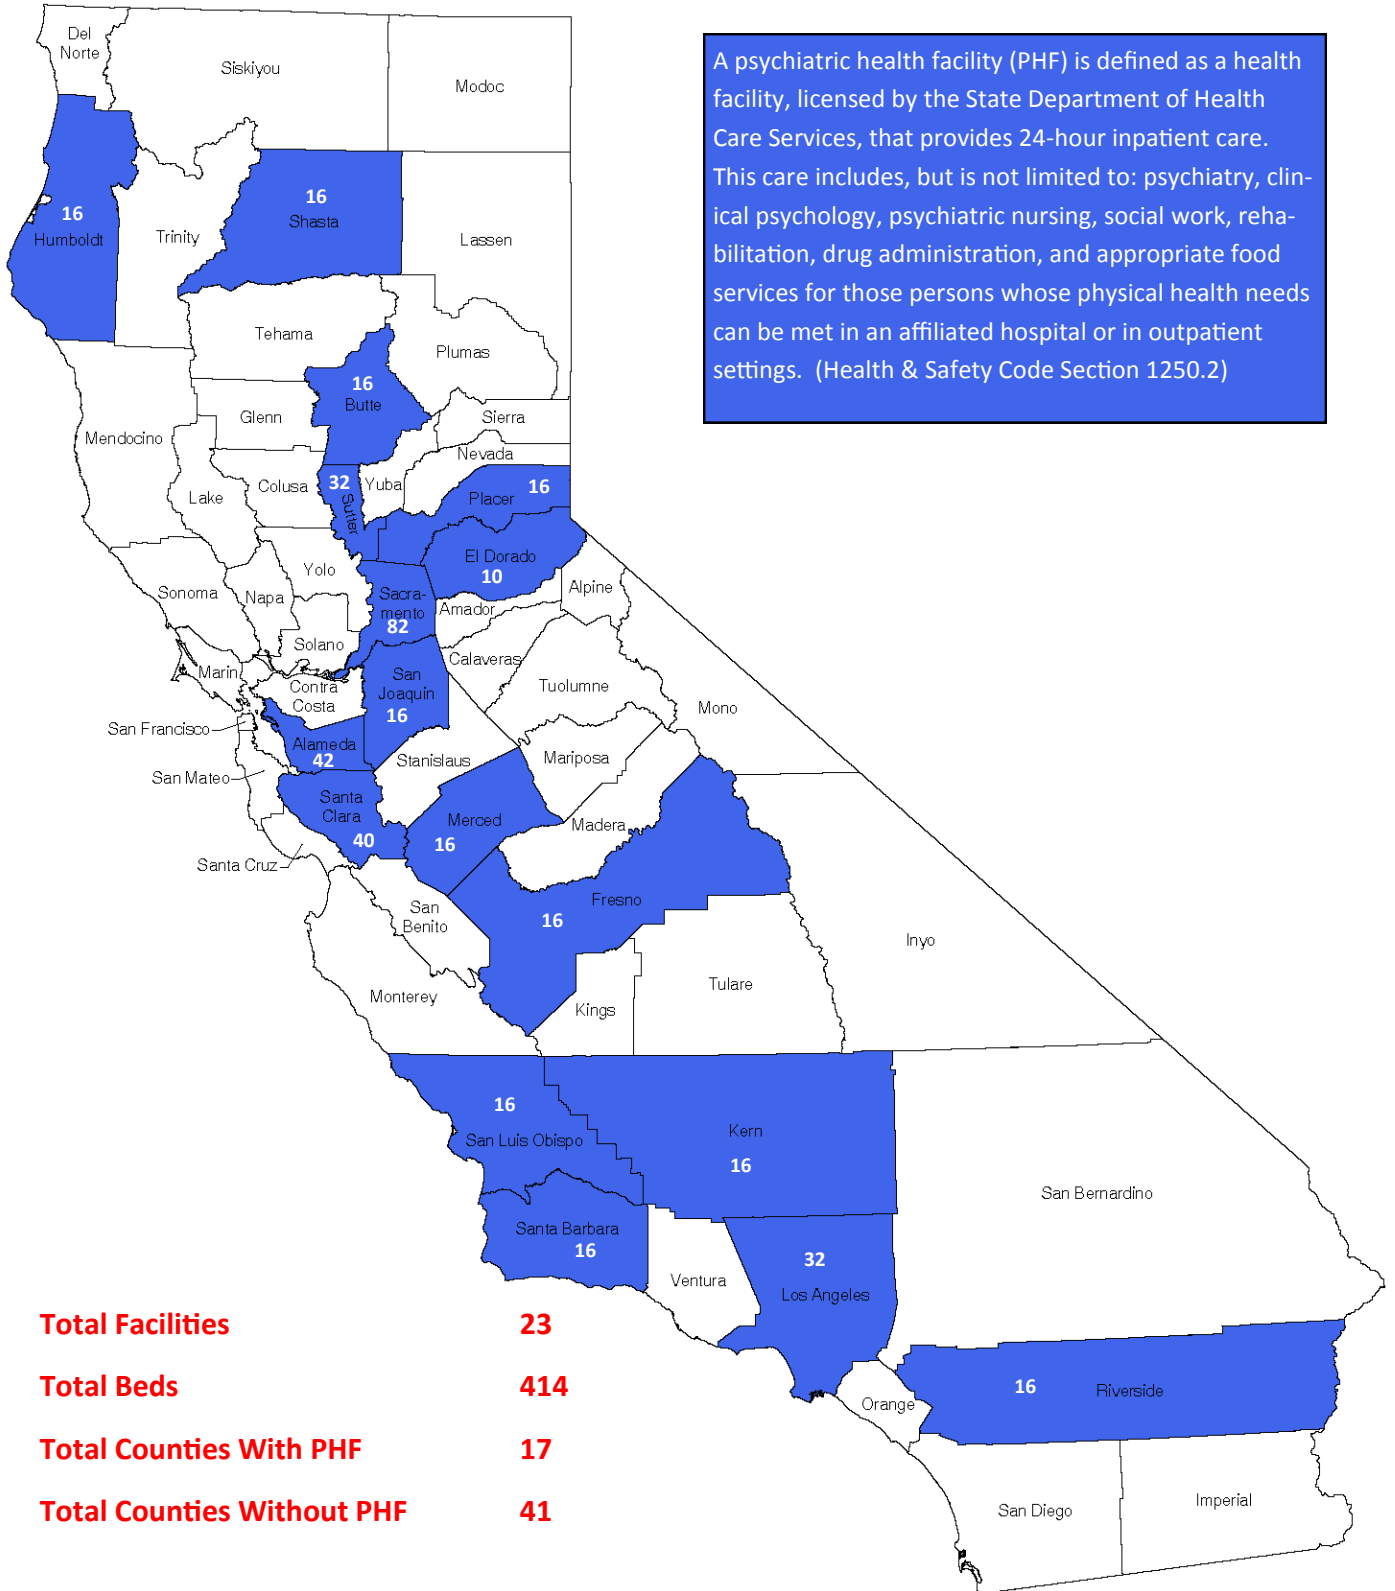 Del
Norte
Siskiyou
Modoc
A psychiatric health facility (PHF) is defined as a health
facility, licensed by the State Department of Health
Care Services, that provides 24-hour inpatient care.
This care includes, but is not limited to: psychiatry, clin-
ical psychology, psychiatric nursing, social work, reha-
bilitation, drug administration, and appropriate food
services for those persons whose physical health needs
can be met in an affiliated hospital or in outpatient
settings.  (Health & Safety Code Section 1250.2)
16
Humboldt
Trinity
16
Shasta
Lassen
Tehama
Plumas
16
Butte
Glenn
Sierra
Mendocino
Nevada
Lake
Colusa
32
Sutter
Yuba
Placer
16
El Dorado
10
Sonoma
Napa
Yolo
Sacra-
mento
82
Amador
Alpine
Solano
Marin
Contra
Costa
San
Joaquin
16
Calaveras
Tuolumne
Mono
San Francisco
Alameda
42
Stanislaus
Mariposa
San Mateo
Santa
Clara
40
Merced
16
Madera
Santa Cruz
San
Benito
Fresno
16
Inyo
Monterey
Kings
Tulare
16
San Luis Obispo
Kern
16
San Bernardino
Santa Barbara
16
Ventura
32
Los Angeles
Orange
16
Riverside
San Diego
Imperial
Total Facilities 23
Total Beds 414
Total Counties With PHF 17
Total Counties Without PHF 41